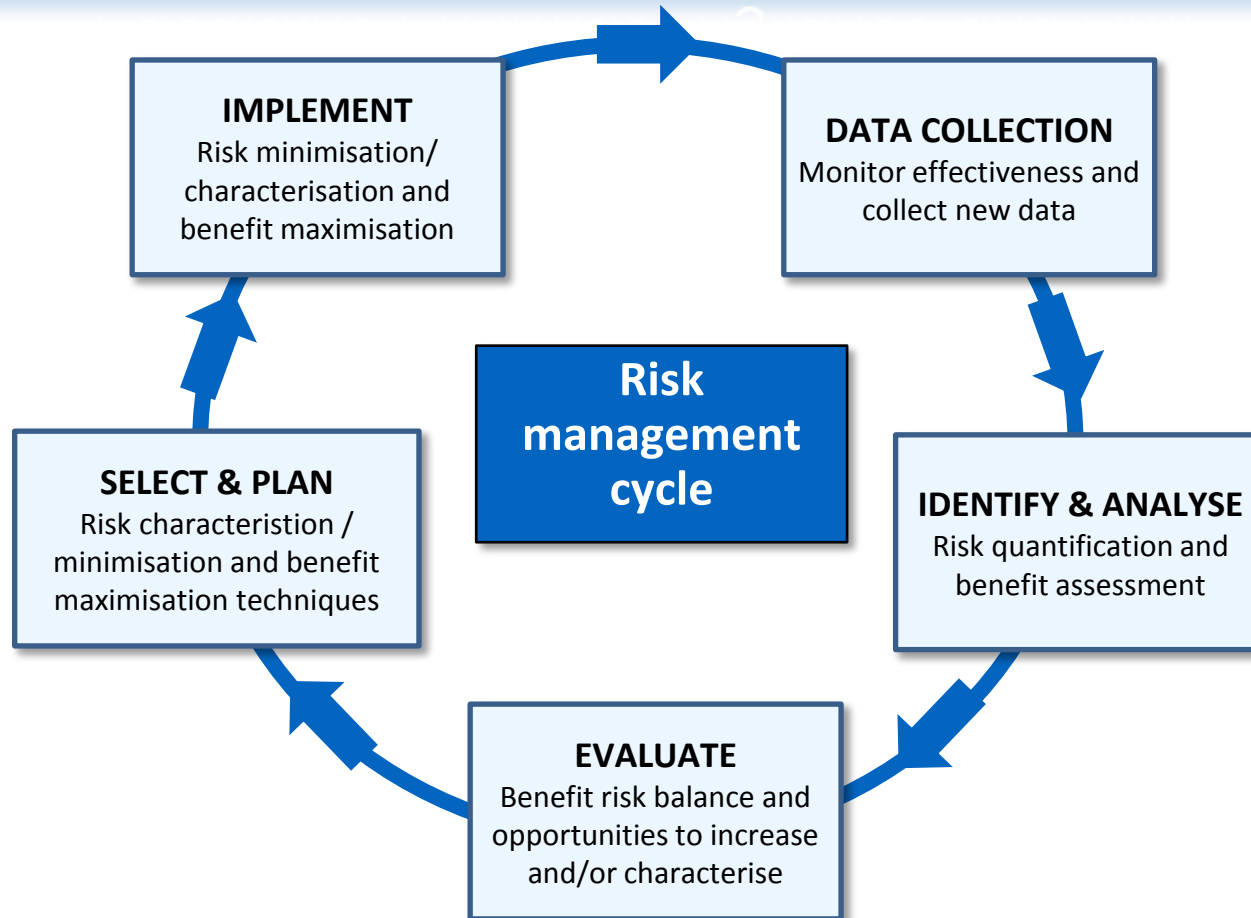 IMPLEMENT
Risk minimisation/
characterisation and
benefit maximisation
DATA COLLECTION
Monitor effectiveness and
collect new data
Risk
management
cycle
SELECT & PLAN
Risk characteristion /
minimisation and benefit
maximisation techniques
IDENTIFY & ANALYSE
Risk quantification and
benefit assessment
EVALUATE
Benefit risk balance and
opportunities to increase
and/or characterise